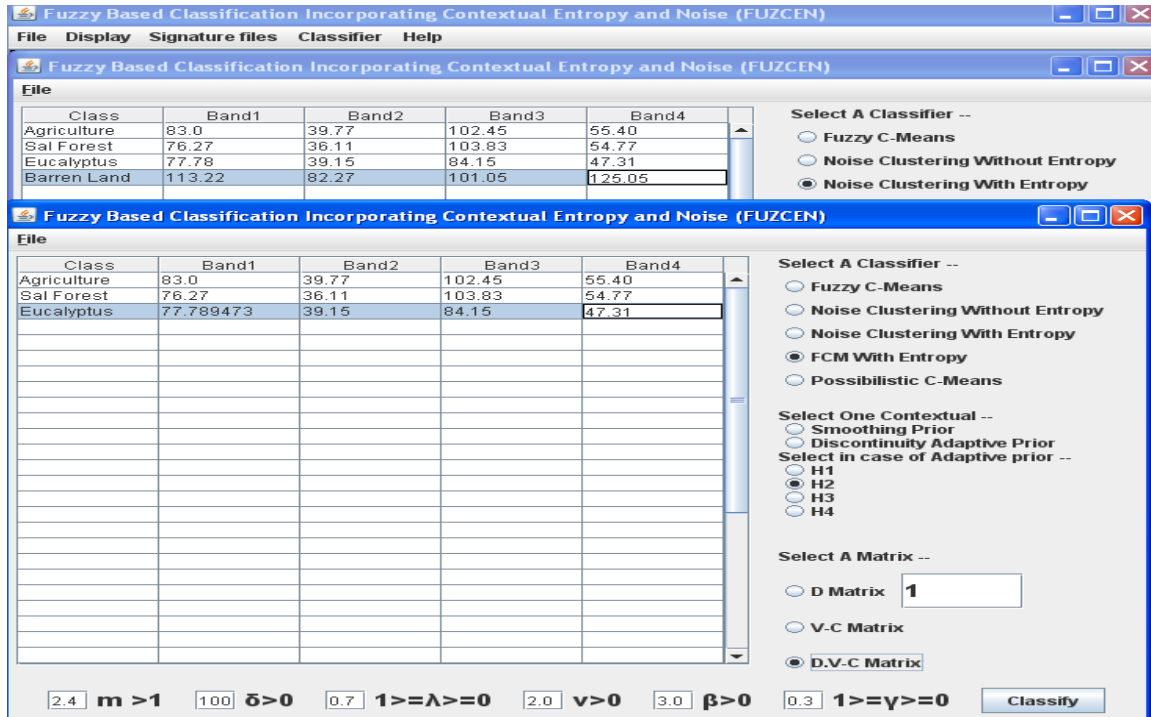 Fuzzy Based Classification Incorporating Contextual Entropy and Noise (FUZCEN)
File Display Signature files Classifier Help
Fuzzy Based Classification Incorporating Contextual Entropy and Noise (FUZCEN)
File
Class Band1 Band2 Band3 Band4
Agriculture 83.0 39.77 102.45 55.40
Sal Forest 76.27 36.11 103.83 54.77
Eucalyptus 77.78 39.15 84.15 47.31
Barren Land 113.22 82.27 101.05 125.05
Select A Classifier --
Fuzzy C-Means
Noise Clustering Without Entropy
Noise Clustering With Entropy
Fuzzy Based Classification Incorporating Contextual Entropy and Noise (FUZCEN)
File
Class Band1 Band2 Band3 Band4
Agriculture 83.0 39.77 102.45 55.40
Sal Forest 76.27 36.11 103.83 54.77
Eucalyptus 77.789473 39.15 84.15 47.31
Select A Classifier --
Fuzzy C-Means
Noise Clustering Without Entropy
Noise Clustering With Entropy
FCM With Entropy
Possibilistic C-Means
Select One Contextual --
Smoothing Prior
Discontinuity Adaptive Prior
Select in case of Adaptive prior --
H1
H2
H3
H4
Select A Matrix --
D Matrix 1
V-C Matrix
D.V-C Matrix
2.4 m >1 100 δ>0 0.7 1>=λ>=0 2.0 v>0 3.0 β>0 0.3 1>=γ>=0 Classify